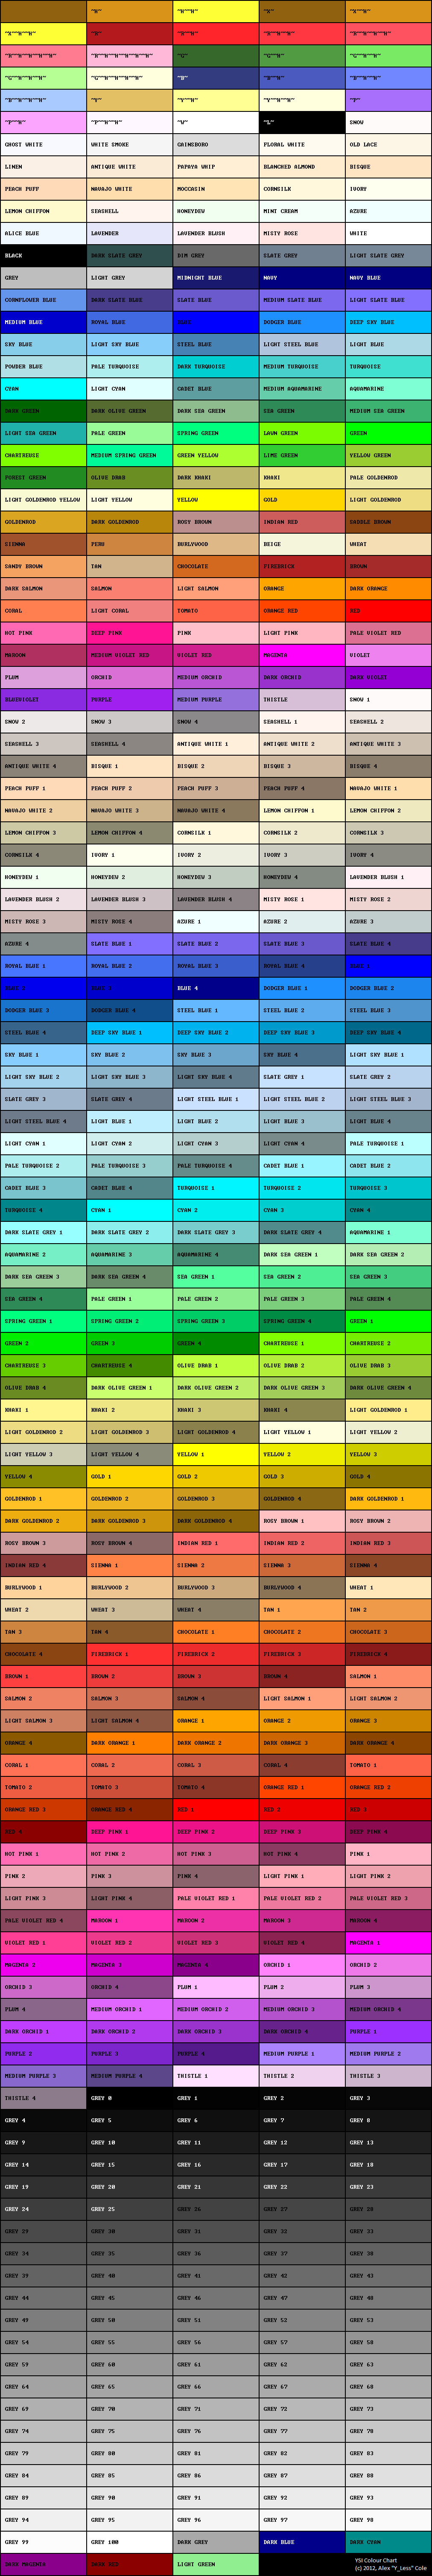 ~H~ ~H~~H~ ~X~ ~X~~H~
~X~~H~~H~ ~R~ ~R~~H~ ~R~~H~~H~ ~R~~H~~H~~H~
~R~~H~~H~~H~~H~ ~R~~H~~H~~H~~H~~H~ ~G~ ~G~~H~ ~G~~H~~H~
~G~~H~~H~~H~ ~G~~H~~H~~H~~H~ ~B~ ~B~~H~ ~B~~H~~H~
~B~~H~~H~~H~ ~Y~ ~Y~~H~ ~Y~~H~~H~ ~P~
~P~~H~ ~P~~H~~H~ ~W~ ~L~ SNOW
GHOST WHITE WHITE SMOKE GAINSBORO FLORAL WHITE OLD LACE
LINEN ANTIQUE WHITE PAPAYA WHIP BLANCHED ALMOND BISQUE
PEACH PUFF NAVAJO WHITE MOCCASIN CORNSILK IVORY
LEMON CHIFFON SEASHELL HONEYDEW MINT CREAM AZURE
ALICE BLUE LAVENDER LAVENDER BLUSH MISTY ROSE WHITE
BLACK DARK SLATE GREY DIM GREY SLATE GREY LIGHT SLATE GREY
GREY LIGHT GREY MIDNIGHT BLUE NAVY NAVY BLUE
CORNFLOWER BLUE DARK SLATE BLUE SLATE BLUE MEDIUM SLATE BLUE LIGHT SLATE BLUE
MEDIUM BLUE ROYAL BLUE BLUE DODGER BLUE DEEP SKY BLUE
SKY BLUE LIGHT SKY BLUE STEEL BLUE LIGHT STEEL BLUE LIGHT BLUE
POWDER BLUE PALE TURQUOISE DARK TURQUOISE MEDIUM TURQUOISE TURQUOISE
CYAN LIGHT CYAN CADET BLUE MEDIUM AQUAMARINE AQUAMARINE
DARK GREEN DARK OLIVE GREEN DARK SEA GREEN SEA GREEN MEDIUM SEA GREEN
LIGHT SEA GREEN PALE GREEN SPRING GREEN LAWN GREEN GREEN
CHARTREUSE MEDIUM SPRING GREEN GREEN YELLOW LIME GREEN YELLOW GREEN
FOREST GREEN OLIVE DRAB DARK KHAKI KHAKI PALE GOLDENROD
LIGHT GOLDENROD YELLOW LIGHT YELLOW YELLOW GOLD LIGHT GOLDENROD
GOLDENROD DARK GOLDENROD ROSY BROWN INDIAN RED SADDLE BROWN
SIENNA PERU BURLYWOOD BEIGE WHEAT
SANDY BROWN TAN CHOCOLATE FIREBRICK BROWN
DARK SALMON SALMON LIGHT SALMON ORANGE DARK ORANGE
CORAL LIGHT CORAL TOMATO ORANGE RED RED
HOT PINK DEEP PINK PINK LIGHT PINK PALE VIOLET RED
MAROON MEDIUM VIOLET RED VIOLET RED MAGENTA VIOLET
PLUM ORCHID MEDIUM ORCHID DARK ORCHID DARK VIOLET
BLUEVIOLET PURPLE MEDIUM PURPLE THISTLE SNOW 1
SNOW 2 SNOW 3 SNOW 4 SEASHELL 1 SEASHELL 2
SEASHELL 3 SEASHELL 4 ANTIQUE WHITE 1 ANTIQUE WHITE 2 ANTIQUE WHITE 3
ANTIQUE WHITE 4 BISQUE 1 BISQUE 2 BISQUE 3 BISQUE 4
PEACH PUFF 1 PEACH PUFF 2 PEACH PUFF 3 PEACH PUFF 4 NAVAJO WHITE 1
NAVAJO WHITE 2 NAVAJO WHITE 3 NAVAJO WHITE 4 LEMON CHIFFON 1 LEMON CHIFFON 2
LEMON CHIFFON 3 LEMON CHIFFON 4 CORNSILK 1 CORNSILK 2 CORNSILK 3
CORNSILK 4 IVORY 1 IVORY 2 IVORY 3 IVORY 4
HONEYDEW 1 HONEYDEW 2 HONEYDEW 3 HONEYDEW 4 LAVENDER BLUSH 1
LAVENDER BLUSH 2 LAVENDER BLUSH 3 LAVENDER BLUSH 4 MISTY ROSE 1 MISTY ROSE 2
MISTY ROSE 3 MISTY ROSE 4 AZURE 1 AZURE 2 AZURE 3
AZURE 4 SLATE BLUE 1 SLATE BLUE 2 SLATE BLUE 3 SLATE BLUE 4
ROYAL BLUE 1 ROYAL BLUE 2 ROYAL BLUE 3 ROYAL BLUE 4 BLUE 1
BLUE 2 BLUE 3 BLUE 4 DODGER BLUE 1 DODGER BLUE 2
DODGER BLUE 3 DODGER BLUE 4 STEEL BLUE 1 STEEL BLUE 2 STEEL BLUE 3
STEEL BLUE 4 DEEP SKY BLUE 1 DEEP SKY BLUE 2 DEEP SKY BLUE 3 DEEP SKY BLUE 4
SKY BLUE 1 SKY BLUE 2 SKY BLUE 3 SKY BLUE 4 LIGHT SKY BLUE 1
LIGHT SKY BLUE 2 LIGHT SKY BLUE 3 LIGHT SKY BLUE 4 SLATE GREY 1 SLATE GREY 2
SLATE GREY 3 SLATE GREY 4 LIGHT STEEL BLUE 1 LIGHT STEEL BLUE 2 LIGHT STEEL BLUE 3
LIGHT STEEL BLUE 4 LIGHT BLUE 1 LIGHT BLUE 2 LIGHT BLUE 3 LIGHT BLUE 4
LIGHT CYAN 1 LIGHT CYAN 2 LIGHT CYAN 3 LIGHT CYAN 4 PALE TURQUOISE 1
PALE TURQUOISE 2 PALE TURQUOISE 3 PALE TURQUOISE 4 CADET BLUE 1 CADET BLUE 2
CADET BLUE 3 CADET BLUE 4 TURQUOISE 1 TURQUOISE 2 TURQUOISE 3
TURQUOISE 4 CYAN 1 CYAN 2 CYAN 3 CYAN 4
DARK SLATE GREY 1 DARK SLATE GREY 2 DARK SLATE GREY 3 DARK SLATE GREY 4 AQUAMARINE 1
AQUAMARINE 2 AQUAMARINE 3 AQUAMARINE 4 DARK SEA GREEN 1 DARK SEA GREEN 2
DARK SEA GREEN 3 DARK SEA GREEN 4 SEA GREEN 1 SEA GREEN 2 SEA GREEN 3
SEA GREEN 4 PALE GREEN 1 PALE GREEN 2 PALE GREEN 3 PALE GREEN 4
SPRING GREEN 1 SPRING GREEN 2 SPRING GREEN 3 SPRING GREEN 4 GREEN 1
GREEN 2 GREEN 3 GREEN 4 CHARTREUSE 1 CHARTREUSE 2
CHARTREUSE 3 CHARTREUSE 4 OLIVE DRAB 1 OLIVE DRAB 2 OLIVE DRAB 3
OLIVE DRAB 4 DARK OLIVE GREEN 1 DARK OLIVE GREEN 2 DARK OLIVE GREEN 3 DARK OLIVE GREEN 4
KHAKI 1 KHAKI 2 KHAKI 3 KHAKI 4 LIGHT GOLDENROD 1
LIGHT GOLDENROD 2 LIGHT GOLDENROD 3 LIGHT GOLDENROD 4 LIGHT YELLOW 1 LIGHT YELLOW 2
LIGHT YELLOW 3 LIGHT YELLOW 4 YELLOW 1 YELLOW 2 YELLOW 3
YELLOW 4 GOLD 1 GOLD 2 GOLD 3 GOLD 4
GOLDENROD 1 GOLDENROD 2 GOLDENROD 3 GOLDENROD 4 DARK GOLDENROD 1
DARK GOLDENROD 2 DARK GOLDENROD 3 DARK GOLDENROD 4 ROSY BROWN 1 ROSY BROWN 2
ROSY BROWN 3 ROSY BROWN 4 INDIAN RED 1 INDIAN RED 2 INDIAN RED 3
INDIAN RED 4 SIENNA 1 SIENNA 2 SIENNA 3 SIENNA 4
BURLYWOOD 1 BURLYWOOD 2 BURLYWOOD 3 BURLYWOOD 4 WHEAT 1
WHEAT 2 WHEAT 3 WHEAT 4 TAN 1 TAN 2
TAN 3 TAN 4 CHOCOLATE 1 CHOCOLATE 2 CHOCOLATE 3
CHOCOLATE 4 FIREBRICK 1 FIREBRICK 2 FIREBRICK 3 FIREBRICK 4
BROWN 1 BROWN 2 BROWN 3 BROWN 4 SALMON 1
SALMON 2 SALMON 3 SALMON 4 LIGHT SALMON 1 LIGHT SALMON 2
LIGHT SALMON 3 LIGHT SALMON 4 ORANGE 1 ORANGE 2 ORANGE 3
ORANGE 4 DARK ORANGE 1 DARK ORANGE 2 DARK ORANGE 3 DARK ORANGE 4
CORAL 1 CORAL 2 CORAL 3 CORAL 4 TOMATO 1
TOMATO 2 TOMATO 3 TOMATO 4 ORANGE RED 1 ORANGE RED 2
ORANGE RED 3 ORANGE RED 4 RED 1 RED 2 RED 3
RED 4 DEEP PINK 1 DEEP PINK 2 DEEP PINK 3 DEEP PINK 4
HOT PINK 1 HOT PINK 2 HOT PINK 3 HOT PINK 4 PINK 1
PINK 2 PINK 3 PINK 4 LIGHT PINK 1 LIGHT PINK 2
LIGHT PINK 3 LIGHT PINK 4 PALE VIOLET RED 1 PALE VIOLET RED 2 PALE VIOLET RED 3
PALE VIOLET RED 4 MAROON 1 MAROON 2 MAROON 3 MAROON 4
VIOLET RED 1 VIOLET RED 2 VIOLET RED 3 VIOLET RED 4 MAGENTA 1
MAGENTA 2 MAGENTA 3 MAGENTA 4 ORCHID 1 ORCHID 2
ORCHID 3 ORCHID 4 PLUM 1 PLUM 2 PLUM 3
PLUM 4 MEDIUM ORCHID 1 MEDIUM ORCHID 2 MEDIUM ORCHID 3 MEDIUM ORCHID 4
DARK ORCHID 1 DARK ORCHID 2 DARK ORCHID 3 DARK ORCHID 4 PURPLE 1
PURPLE 2 PURPLE 3 PURPLE 4 MEDIUM PURPLE 1 MEDIUM PURPLE 2
MEDIUM PURPLE 3 MEDIUM PURPLE 4 THISTLE 1 THISTLE 2 THISTLE 3
THISTLE 4 GREY 0 GREY 1 GREY 2 GREY 3
GREY 4 GREY 5 GREY 6 GREY 7 GREY 8
GREY 9 GREY 10 GREY 11 GREY 12 GREY 13
GREY 14 GREY 15 GREY 16 GREY 17 GREY 18
GREY 19 GREY 20 GREY 21 GREY 22 GREY 23
GREY 24 GREY 25 GREY 26 GREY 27 GREY 28
GREY 29 GREY 30 GREY 31 GREY 32 GREY 33
GREY 34 GREY 35 GREY 36 GREY 37 GREY 38
GREY 39 GREY 40 GREY 41 GREY 42 GREY 43
GREY 44 GREY 45 GREY 46 GREY 47 GREY 48
GREY 49 GREY 50 GREY 51 GREY 52 GREY 53
GREY 54 GREY 55 GREY 56 GREY 57 GREY 58
GREY 59 GREY 60 GREY 61 GREY 62 GREY 63
GREY 64 GREY 65 GREY 66 GREY 67 GREY 68
GREY 69 GREY 70 GREY 71 GREY 72 GREY 73
GREY 74 GREY 75 GREY 76 GREY 77 GREY 78
GREY 79 GREY 80 GREY 81 GREY 82 GREY 83
GREY 84 GREY 85 GREY 86 GREY 87 GREY 88
GREY 89 GREY 90 GREY 91 GREY 92 GREY 93
GREY 94 GREY 95 GREY 96 GREY 97 GREY 98
GREY 99 GREY 100 DARK GREY DARK BLUE DARK CYAN
DARK MAGENTA DARK RED LIGHT GREEN
YSI Colour Chart
(c) 2012, Alex "Y_Less" Cole